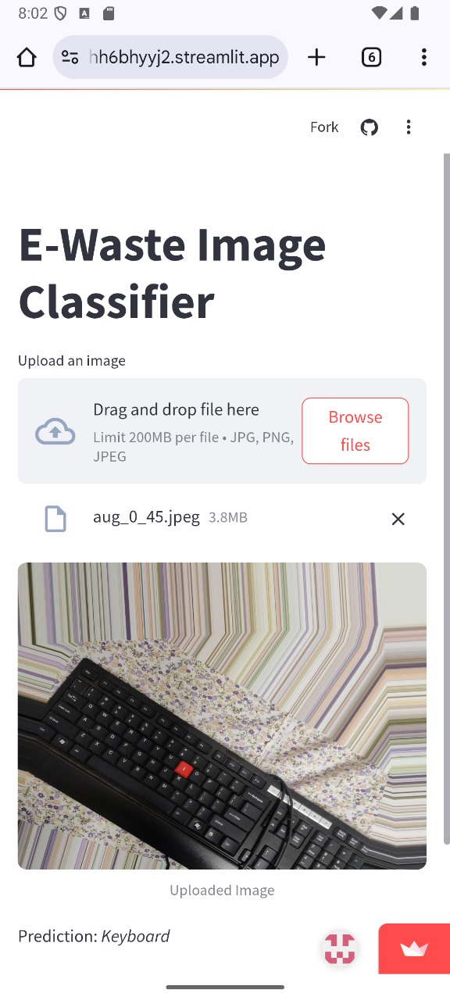 8:02
hh6bhyyj2.streamlit.app
6
Fork
E-Waste Image
Classifier
Upload an image
Drag and drop file here
Limit 200MB per file • JPG, PNG,
JPEG
Browse
files
aug_0_45.jpeg 3.8MB
Uploaded Image
Prediction: Keyboard